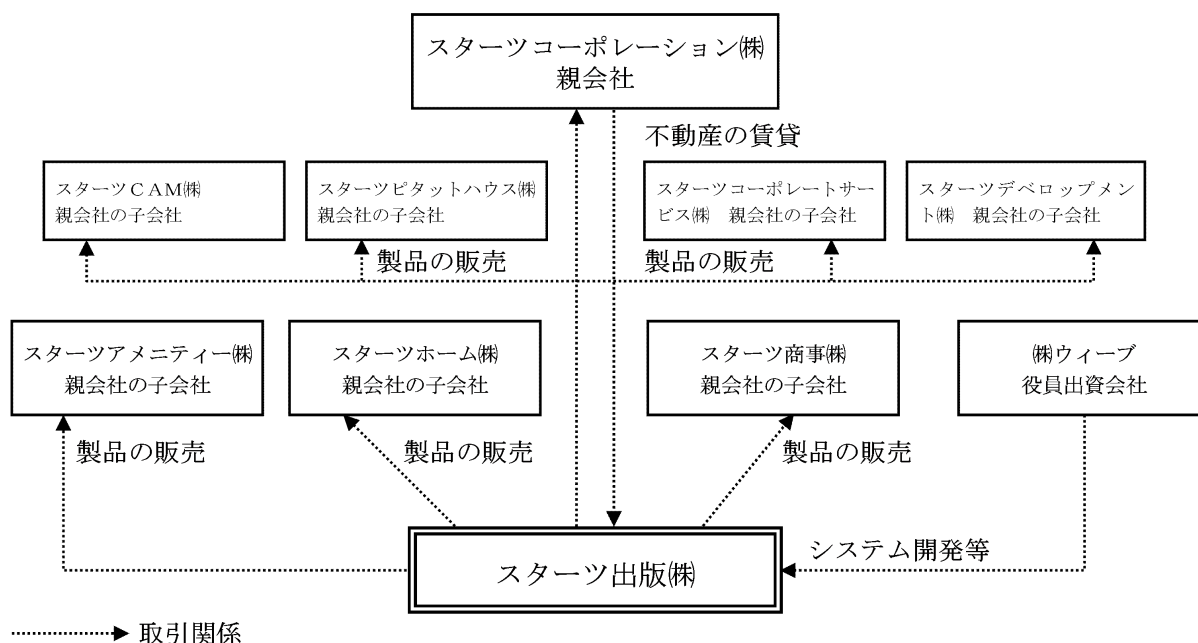 スターツコーポレーション㈱
親会社
不動産の賃貸
スターツＣＡＭ㈱
親会社の子会社
スターツピタットハウス㈱
親会社の子会社
スターツコーポレートサー
ビス㈱　親会社の子会社
スターツデベロップメン
ト㈱　親会社の子会社
製品の販売
製品の販売
スターツアメニティー㈱
親会社の子会社
スターツホーム㈱
親会社の子会社
スターツ商事㈱
親会社の子会社
㈱ウィーブ
役員出資会社
製品の販売
製品の販売
製品の販売
システム開発等
スターツ出版㈱
取引関係